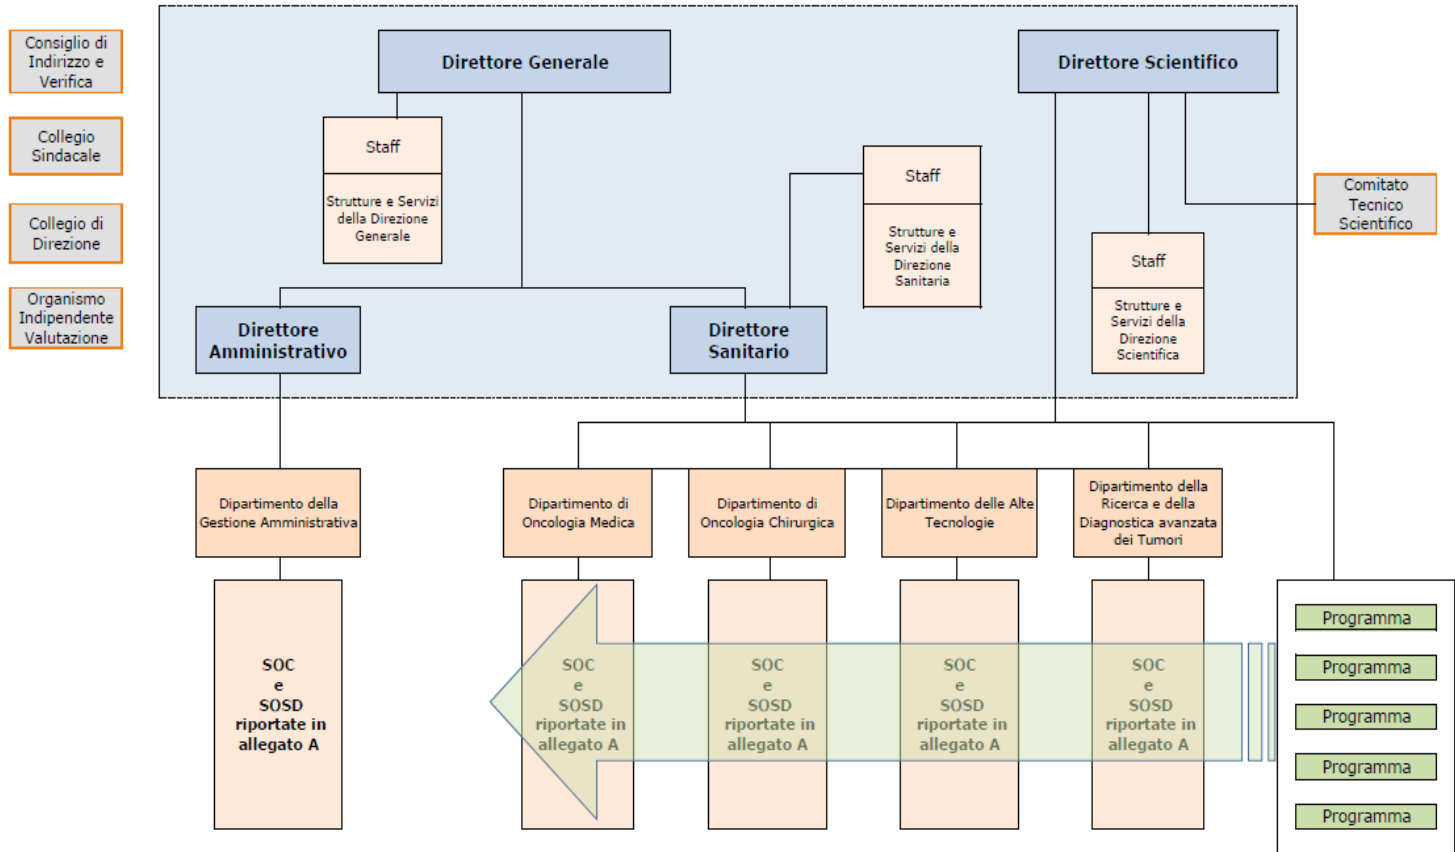 Consiglio di
Indirizzo e
Verifica
Collegio
Sindacale
Collegio di
Direzione
Organismo
Indipendente
Valutazione
Direttore Generale
Direttore Scientifico
Staff
Strutture e Servizi
della Direzione
Generale
Staff
Strutture e
Servizi della
Direzione
Sanitaria
Staff
Strutture e
Servizi della
Direzione
Scientifica
Comitato
Tecnico
Scientifico
Direttore
Amministrativo
Direttore
Sanitario
Dipartimento della
Gestione Amministrativa
Dipartimento di
Oncologia Medica
Dipartimento di
Oncologia Chirurgica
Dipartimento delle Alte
Tecnologie
Dipartimento della
Ricerca e della
Diagnostica avanzata
dei Tumori
SOC
e
SOSD
riportate in
allegato A
SOC
e
SOSD
riportate in
allegato A
SOC
e
SOSD
riportate in
allegato A
SOC
e
SOSD
riportate in
allegato A
SOC
e
SOSD
riportate in
allegato A
Programma
Programma
Programma
Programma
Programma